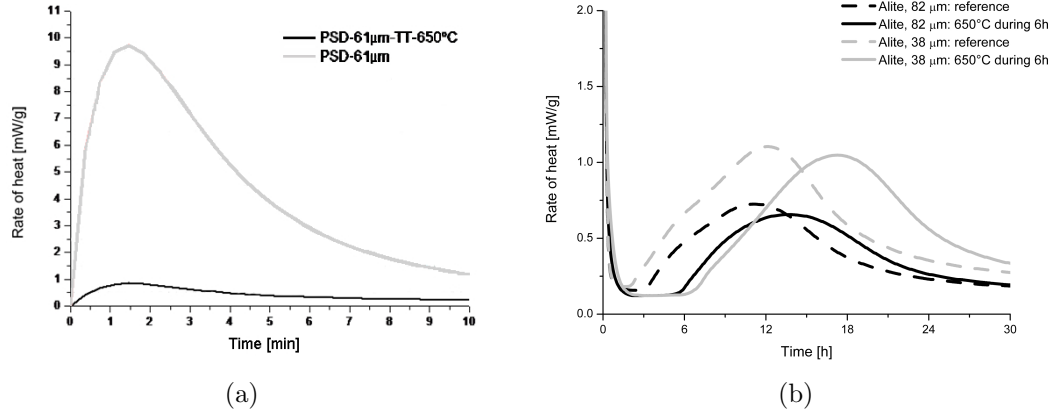 11
10
9
8
7
6
5
4
3
2
1
0
Rate of heat [mW/g]
PSD-61µm-TT-650°C
PSD-61µm
0 1 2 3 4 5 6 7 8 9 10
Time [min]
(a)
Alite, 82 µm: reference
Alite, 82 µm: 650°C during 6h
Alite, 38 µm: reference
Alite, 38 µm: 650°C during 6h
2.0
1.5
1.0
0.5
0.0
Rate of heat [mW/g]
0 6 12 18 24 30
Time [h]
(b)